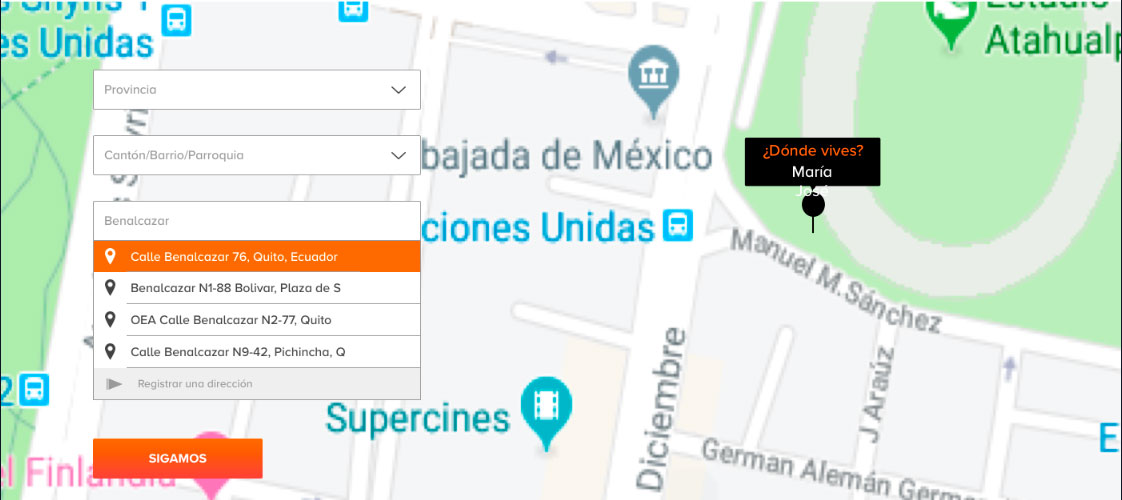 es Unidas
Estadio
Atahualp
Provincia
Cantón/Barrio/Parroquia
bajada de México
¿Dónde vives?
María
José
Benalcazar
ciones Unidas
Manuel M. Sánchez
Calle Benalcazar 76, Quito, Ecuador
Benalcazar N1-88 Bolivar, Plaza de S
OEA Calle Benalcazar N2-77, Quito
Calle Benalcazar N9-42, Pichincha, Q
Registrar una dirección
2
Supercines
Diciembre
J Araúz
German Alemán German
E
SIGAMOS
el Finlandia